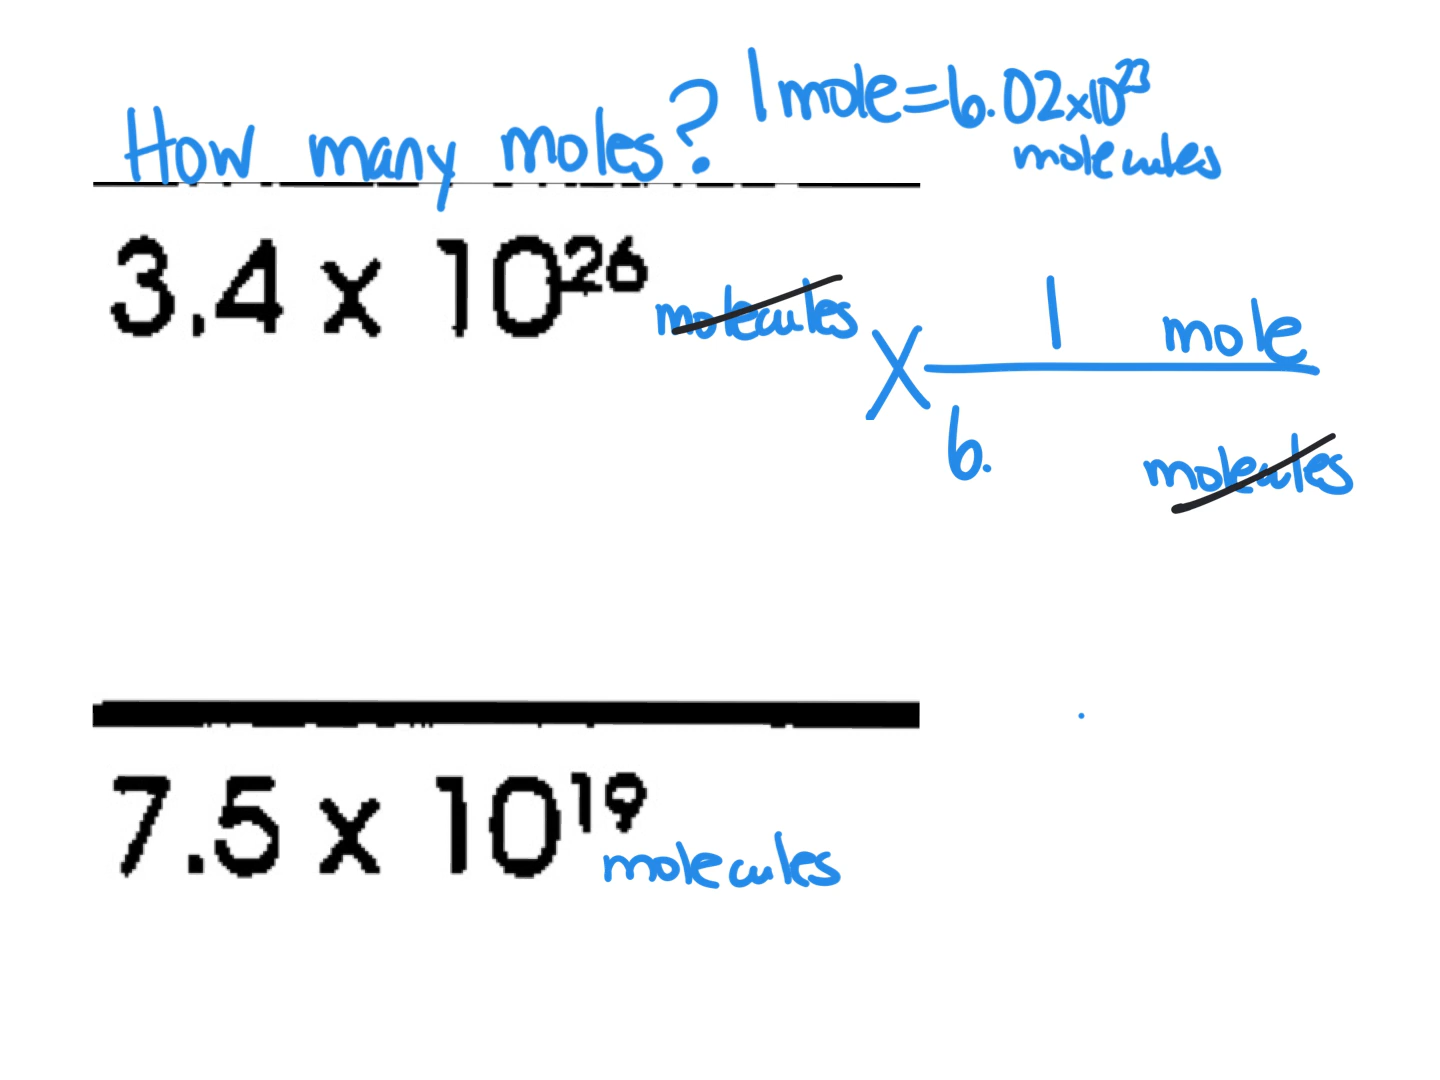 How many moles? 1 mole = 6.02x10²³
molecules
3.4 x 10²⁶ molecules x 1 mole
6. molecules
7.5 x 10¹⁹ molecules